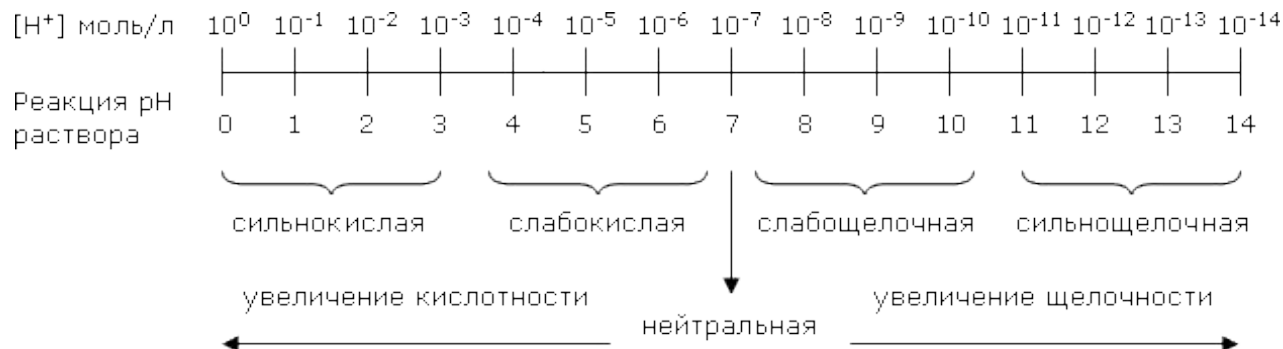 [H⁺] моль/л 10⁰ 10⁻¹ 10⁻² 10⁻³ 10⁻⁴ 10⁻⁵ 10⁻⁶ 10⁻⁷ 10⁻⁸ 10⁻⁹ 10⁻¹⁰ 10⁻¹¹ 10⁻¹² 10⁻¹³ 10⁻¹⁴
Реакция pH
раствора 0 1 2 3 4 5 6 7 8 9 10 11 12 13 14
сильнокислая слабокислая слабощелочная сильнощелочная
увеличение кислотности увеличение щелочности
нейтральная